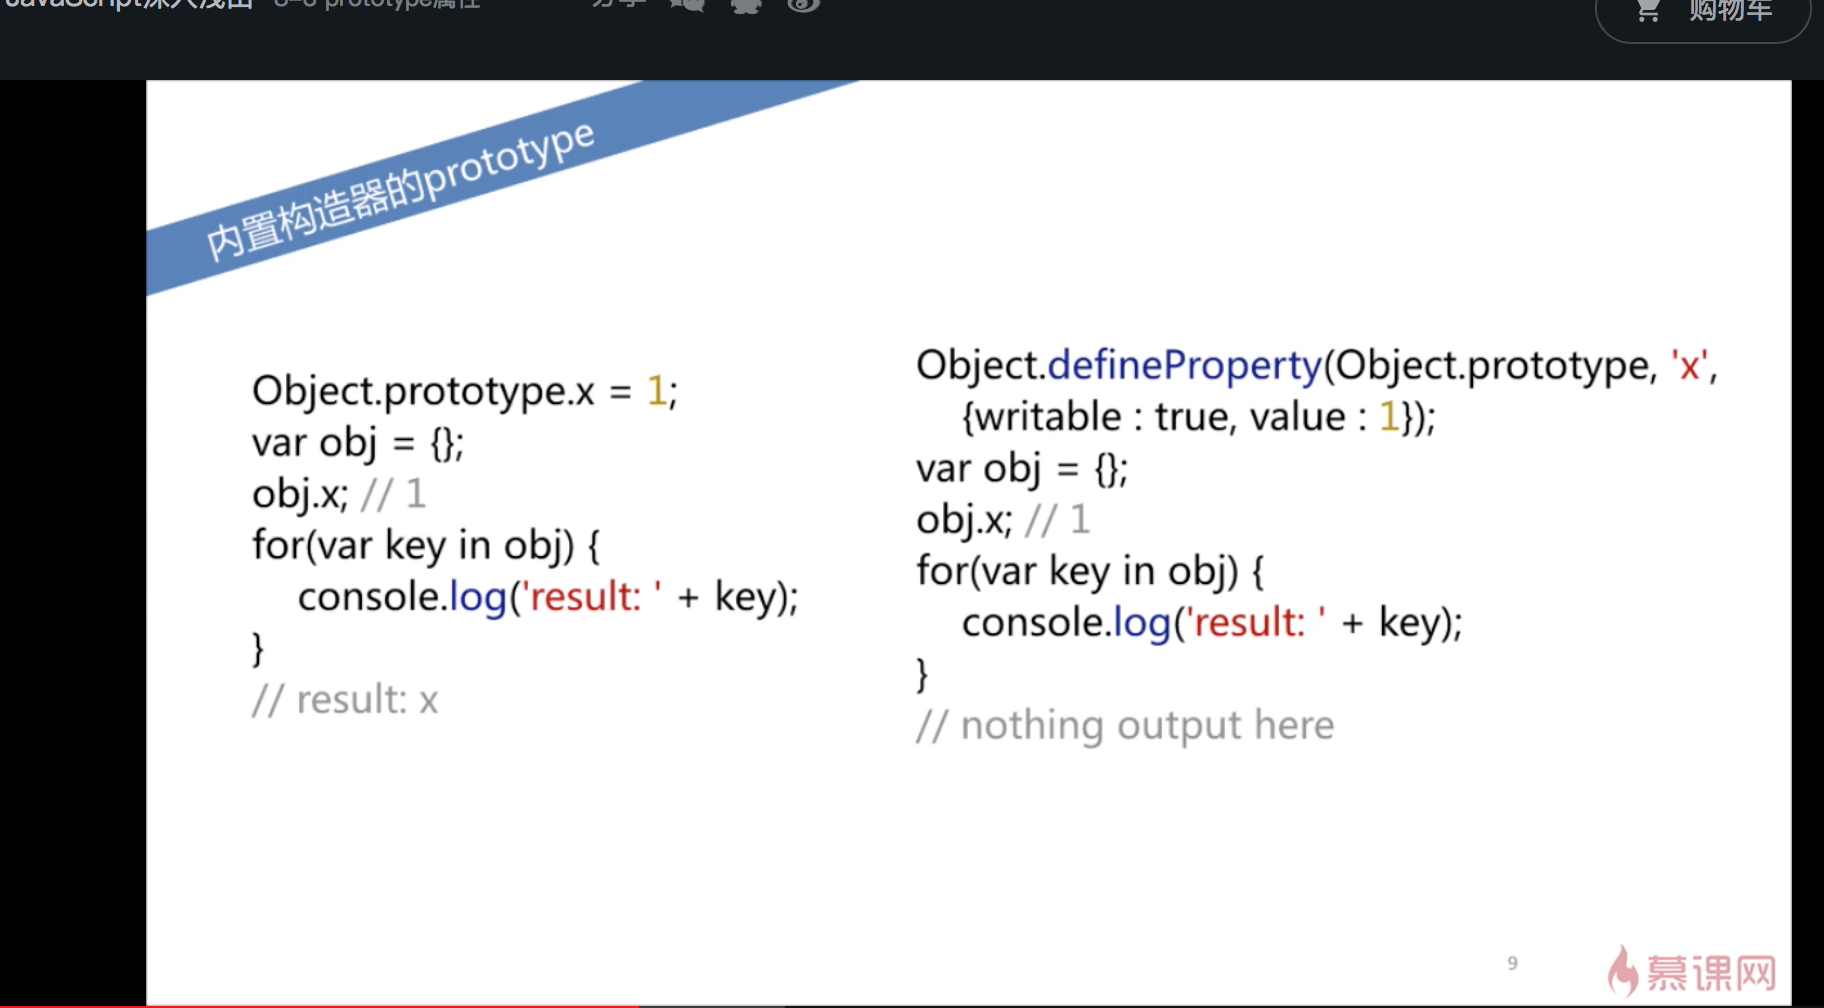 JavaScript深入浅出 8-8 prototype属性 分享 购物车
内置构造器的prototype
Object.prototype.x = 1;
var obj = {};
obj.x; // 1
for(var key in obj) {
console.log('result: ' + key);
}
// result: x
Object.defineProperty(Object.prototype, 'x',
{writable : true, value : 1});
var obj = {};
obj.x; // 1
for(var key in obj) {
console.log('result: ' + key);
}
// nothing output here
9
慕课网